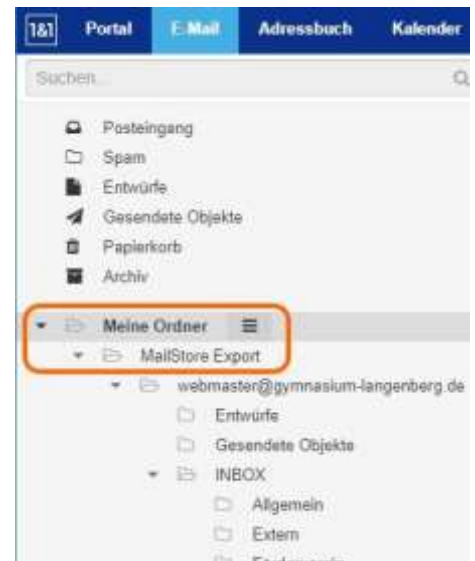 1&1 Portal E-Mail Adressbuch Kalender
Suchen...
Posteingang
Spam
Entwürfe
Gesendete Objekte
Papierkorb
Archiv
Meine Ordner
MailStore Export
webmaster@gymnasium-langenberg.de
Entwürfe
Gesendete Objekte
INBOX
Allgemein
Extern